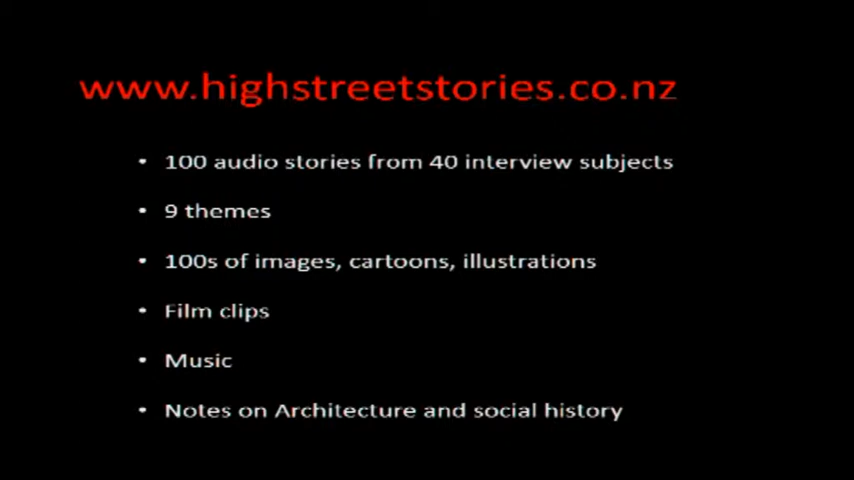 www.highstreetstories.co.nz
• 100 audio stories from 40 interview subjects
• 9 themes
• 100s of images, cartoons, illustrations
• Film clips
• Music
• Notes on Architecture and social history